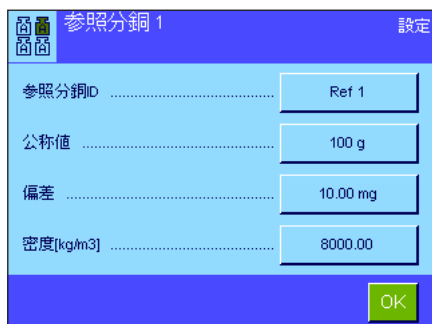 参照分銅 1
設定
参照分銅ID ................................... Ref 1
公称値 ............................................ 100 g
偏差 ............................................... 10.00 mg
密度[kg/m3] ................................... 8000.00
OK